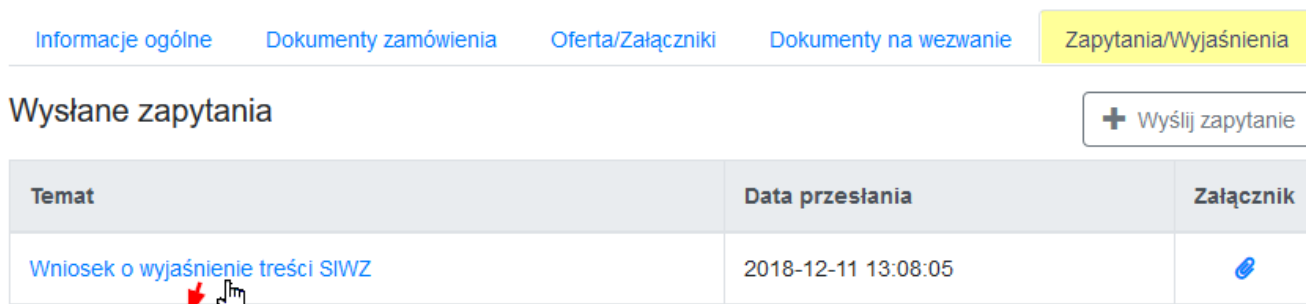 Informacje ogólne Dokumenty zamówienia Oferta/Załączniki Dokumenty na wezwanie Zapytania/Wyjaśnienia
Wysłane zapytania
Wyślij zapytanie
Temat Data przesłania Załącznik
Wniosek o wyjaśnienie treści SIWZ 2018-12-11 13:08:05